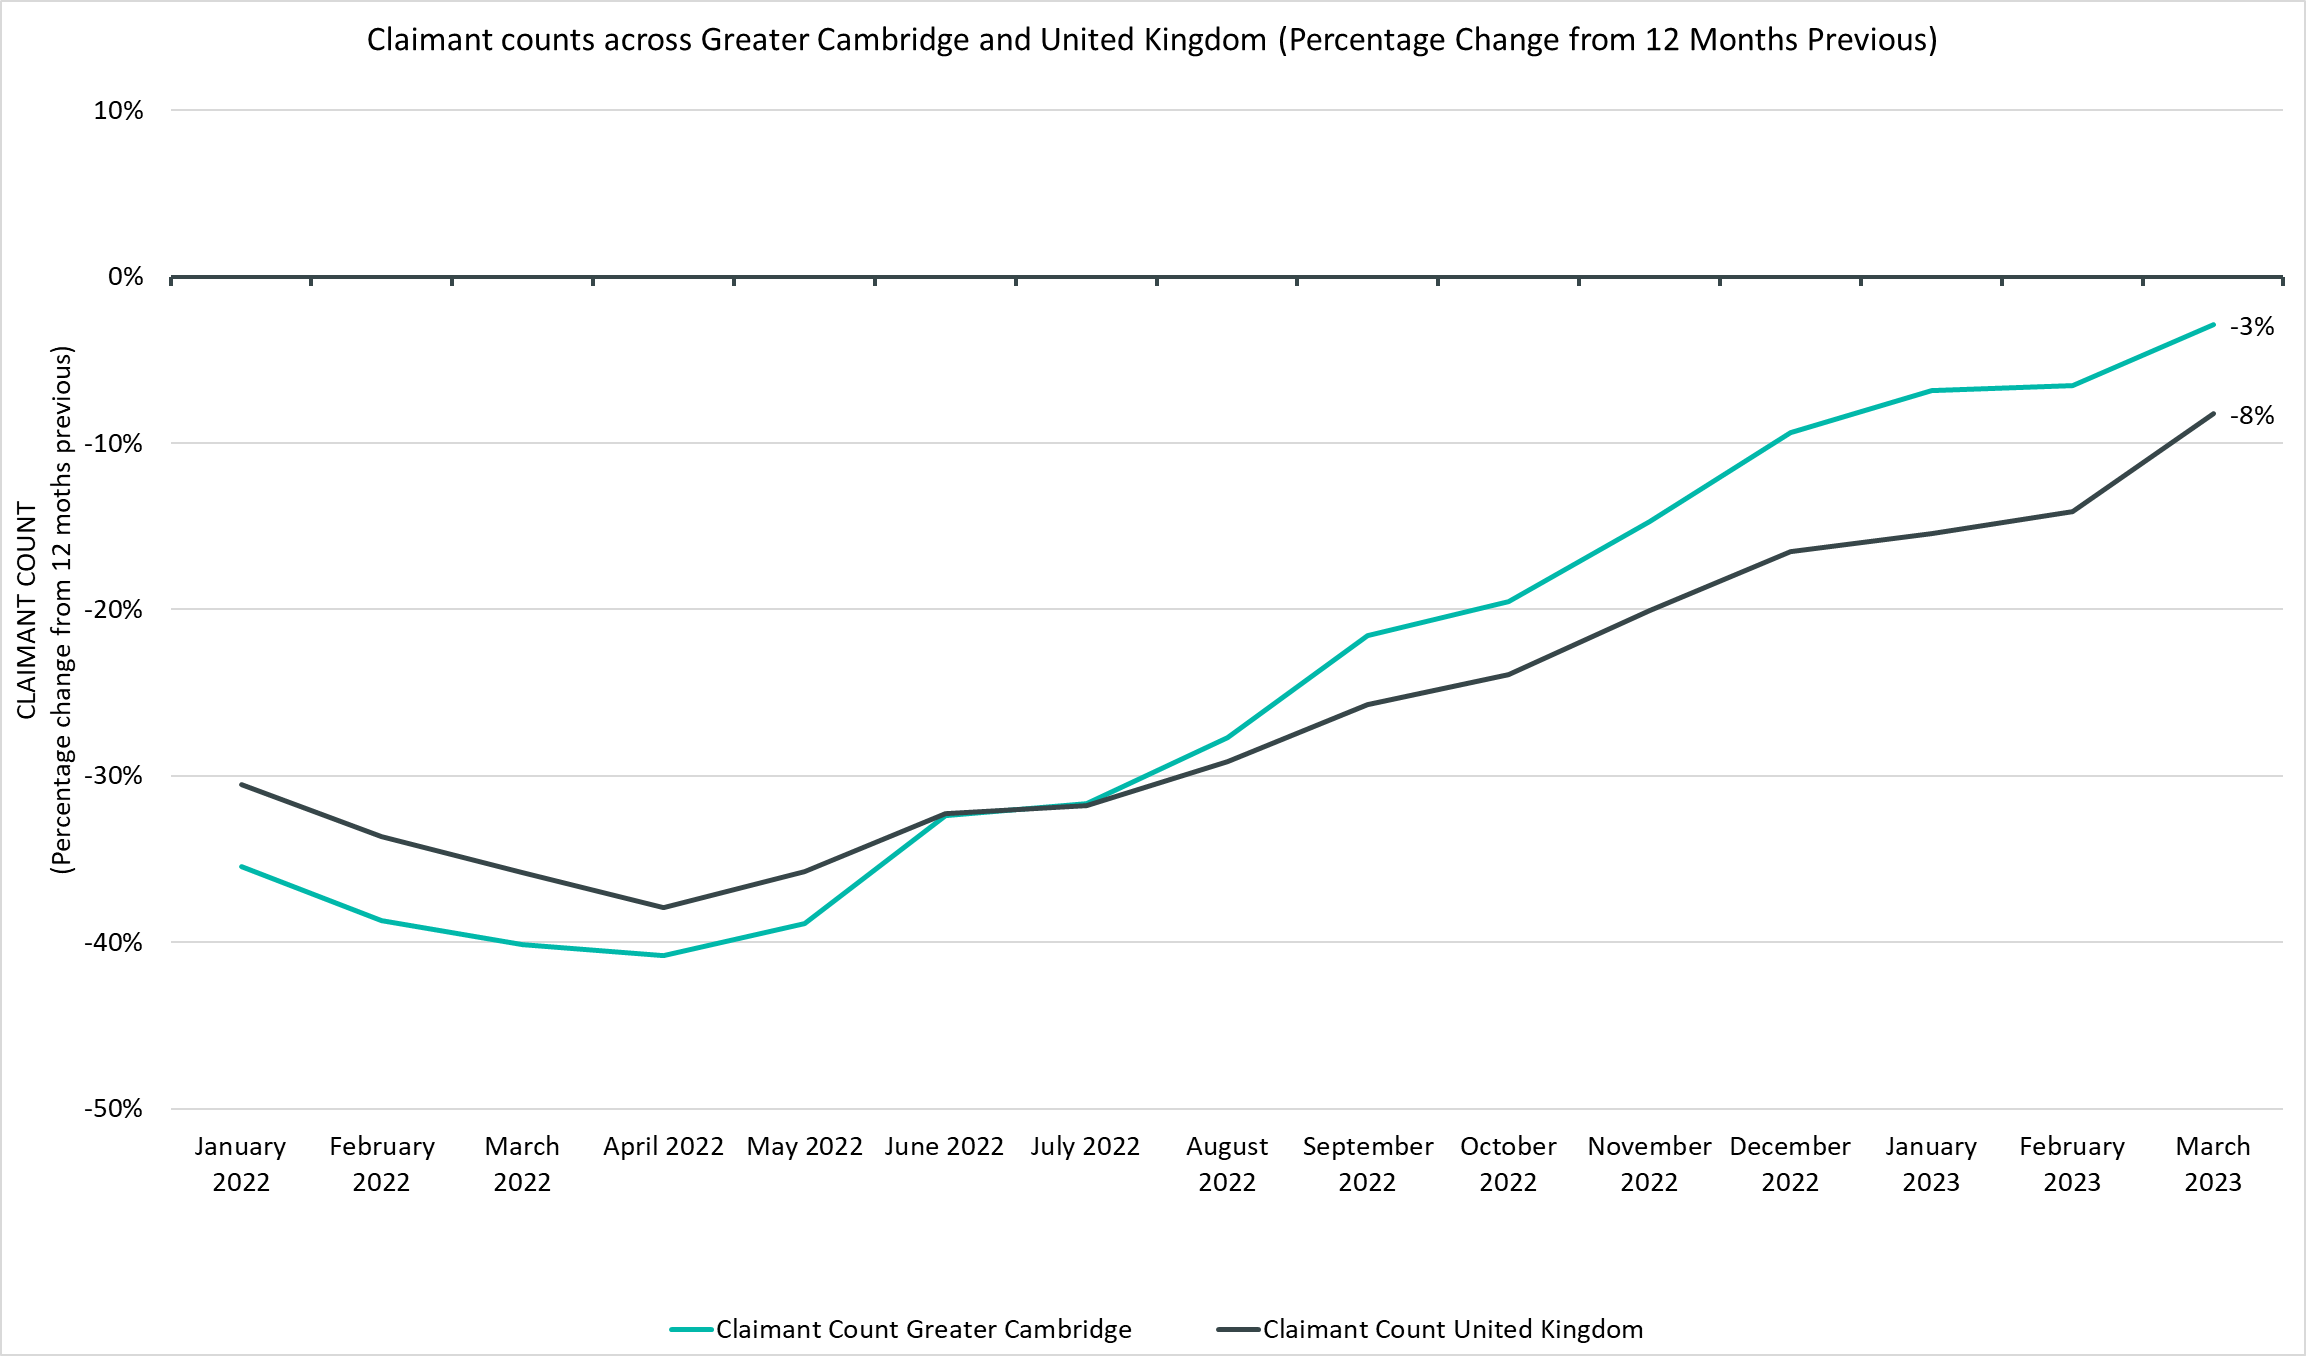 Claimant counts across Greater Cambridge and United Kingdom (Percentage Change from 12 Months Previous)
10%
0%
-10%
-20%
-30%
-40%
-50%
CLAIMANT COUNT
(Percentage change from 12 moths previous)
-3%
-8%
January
2022
February
2022
March
2022
April 2022
May 2022
June 2022
July 2022
August
2022
September
2022
October
2022
November
2022
December
2022
January
2023
February
2023
March
2023
Claimant Count Greater Cambridge
Claimant Count United Kingdom